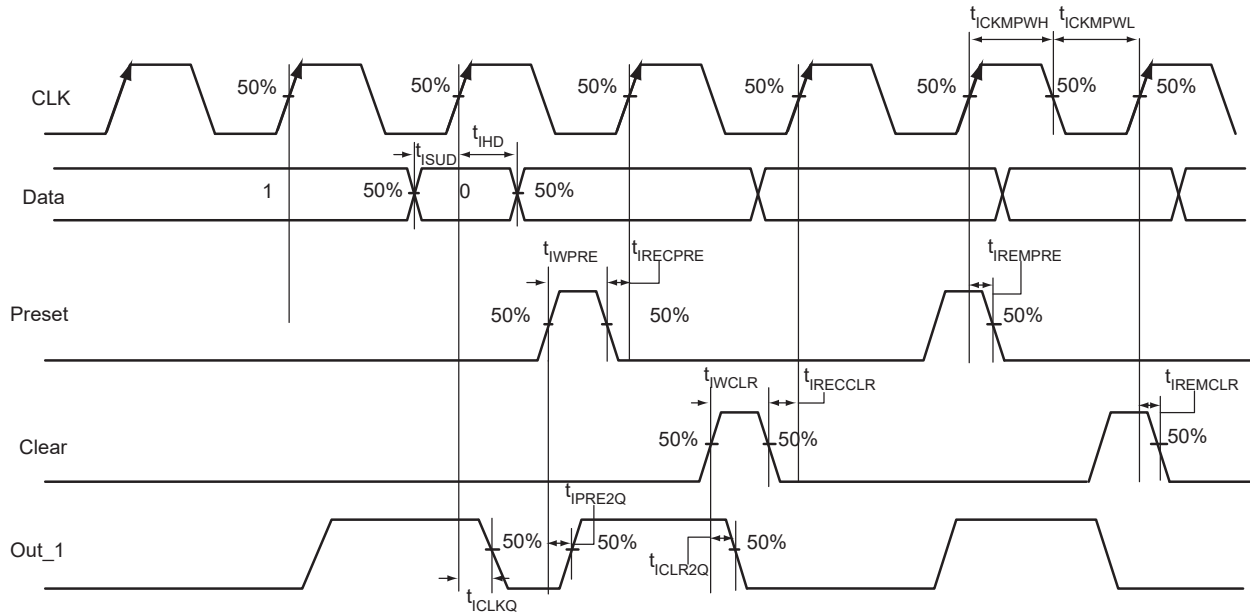 tICKMPWH tICKMPWL
CLK 50% 50% 50% 50% 50% 50% 50%
tISUD tIHD
Data 1 50% 0 50%
tIWPRE tIRECPRE tIREMPRE
Preset 50% 50% 50%
tIWCLR tIRECCLR tIREMCLR
Clear 50% 50% 50%
tIPRE2Q
Out_1 50% 50% 50%
tICLR2Q
tICLKQ